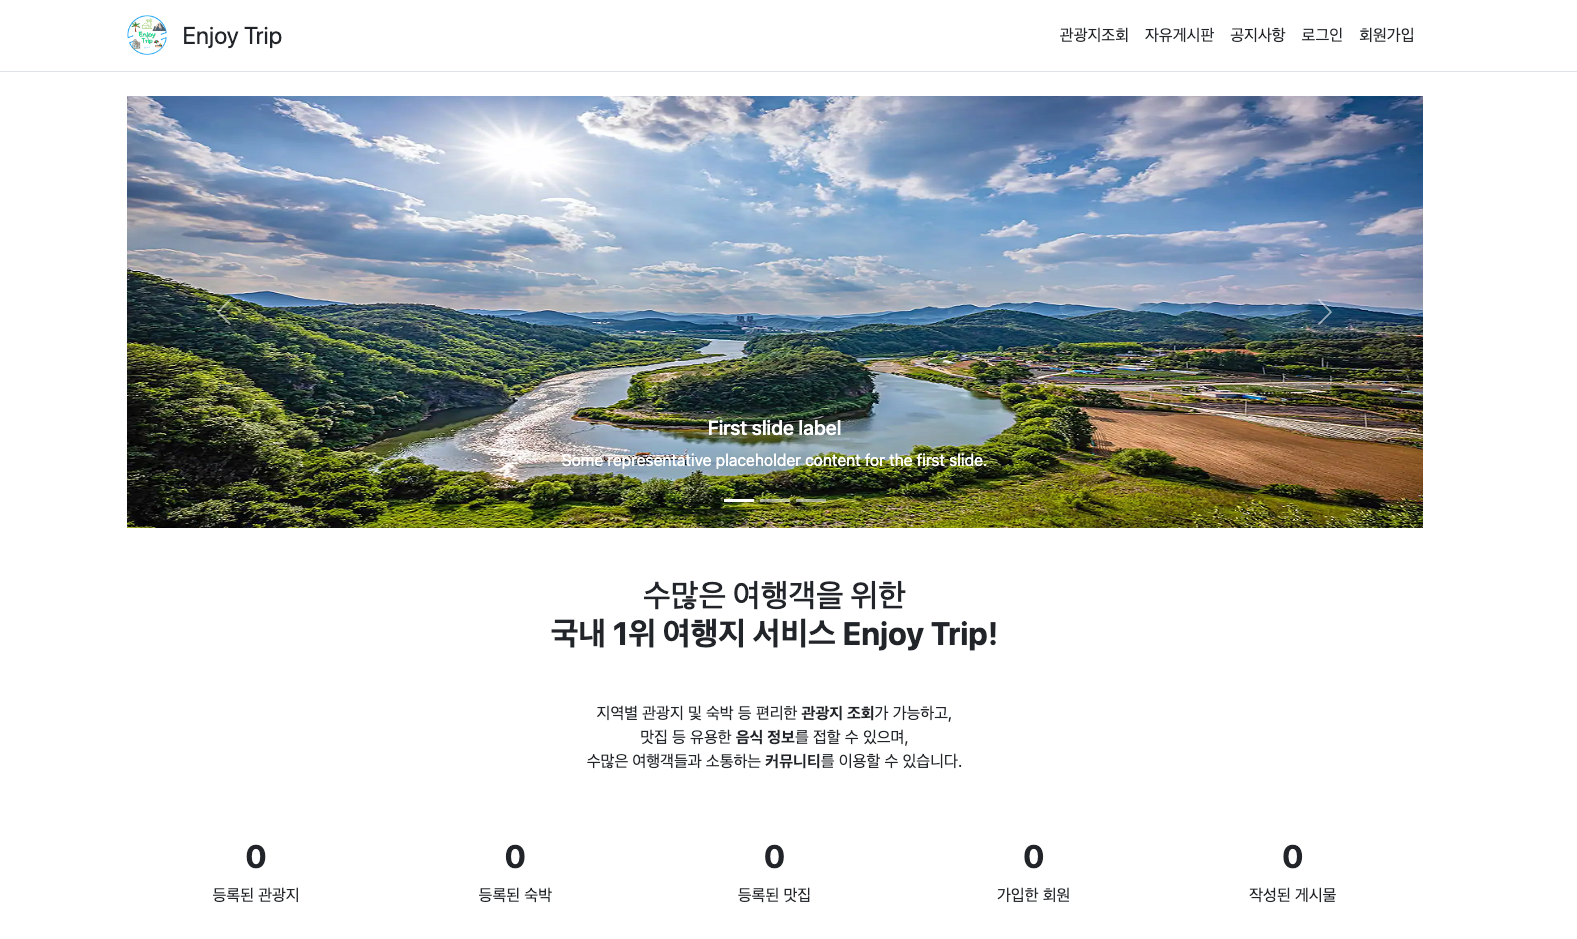 Enjoy Trip
Enjoy Trip
관광지조회 자유게시판 공지사항 로그인 회원가입
First slide label
Some representative placeholder content for the first slide.
수많은 여행객을 위한
국내 1위 여행지 서비스 Enjoy Trip!
지역별 관광지 및 숙박 등 편리한 관광지 조회가 가능하고,
맛집 등 유용한 음식 정보를 접할 수 있으며,
수많은 여행객들과 소통하는 커뮤니티를 이용할 수 있습니다.
0 0 0 0 0
등록된 관광지 등록된 숙박 등록된 맛집 가입한 회원 작성된 게시물